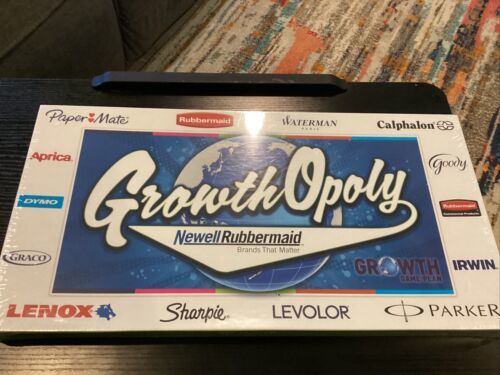 Paper Mate
Rubbermaid
WATERMAN
PARIS
Calphalon
Aprica
goody
DYMO
Rubbermaid
Commercial Products
GrowthOpoly
Newell Rubbermaid
Brands That Matter
GRACO
GROWTH
GAME PLAN
IRWIN
LENOX
Sharpie
LEVOLOR
PARKER